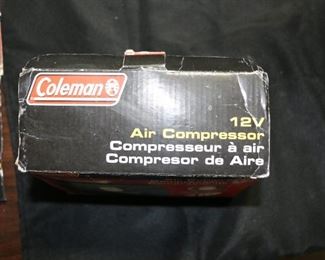 Coleman
12V
Air Compressor
Compresseur à air
Compresor de Aire